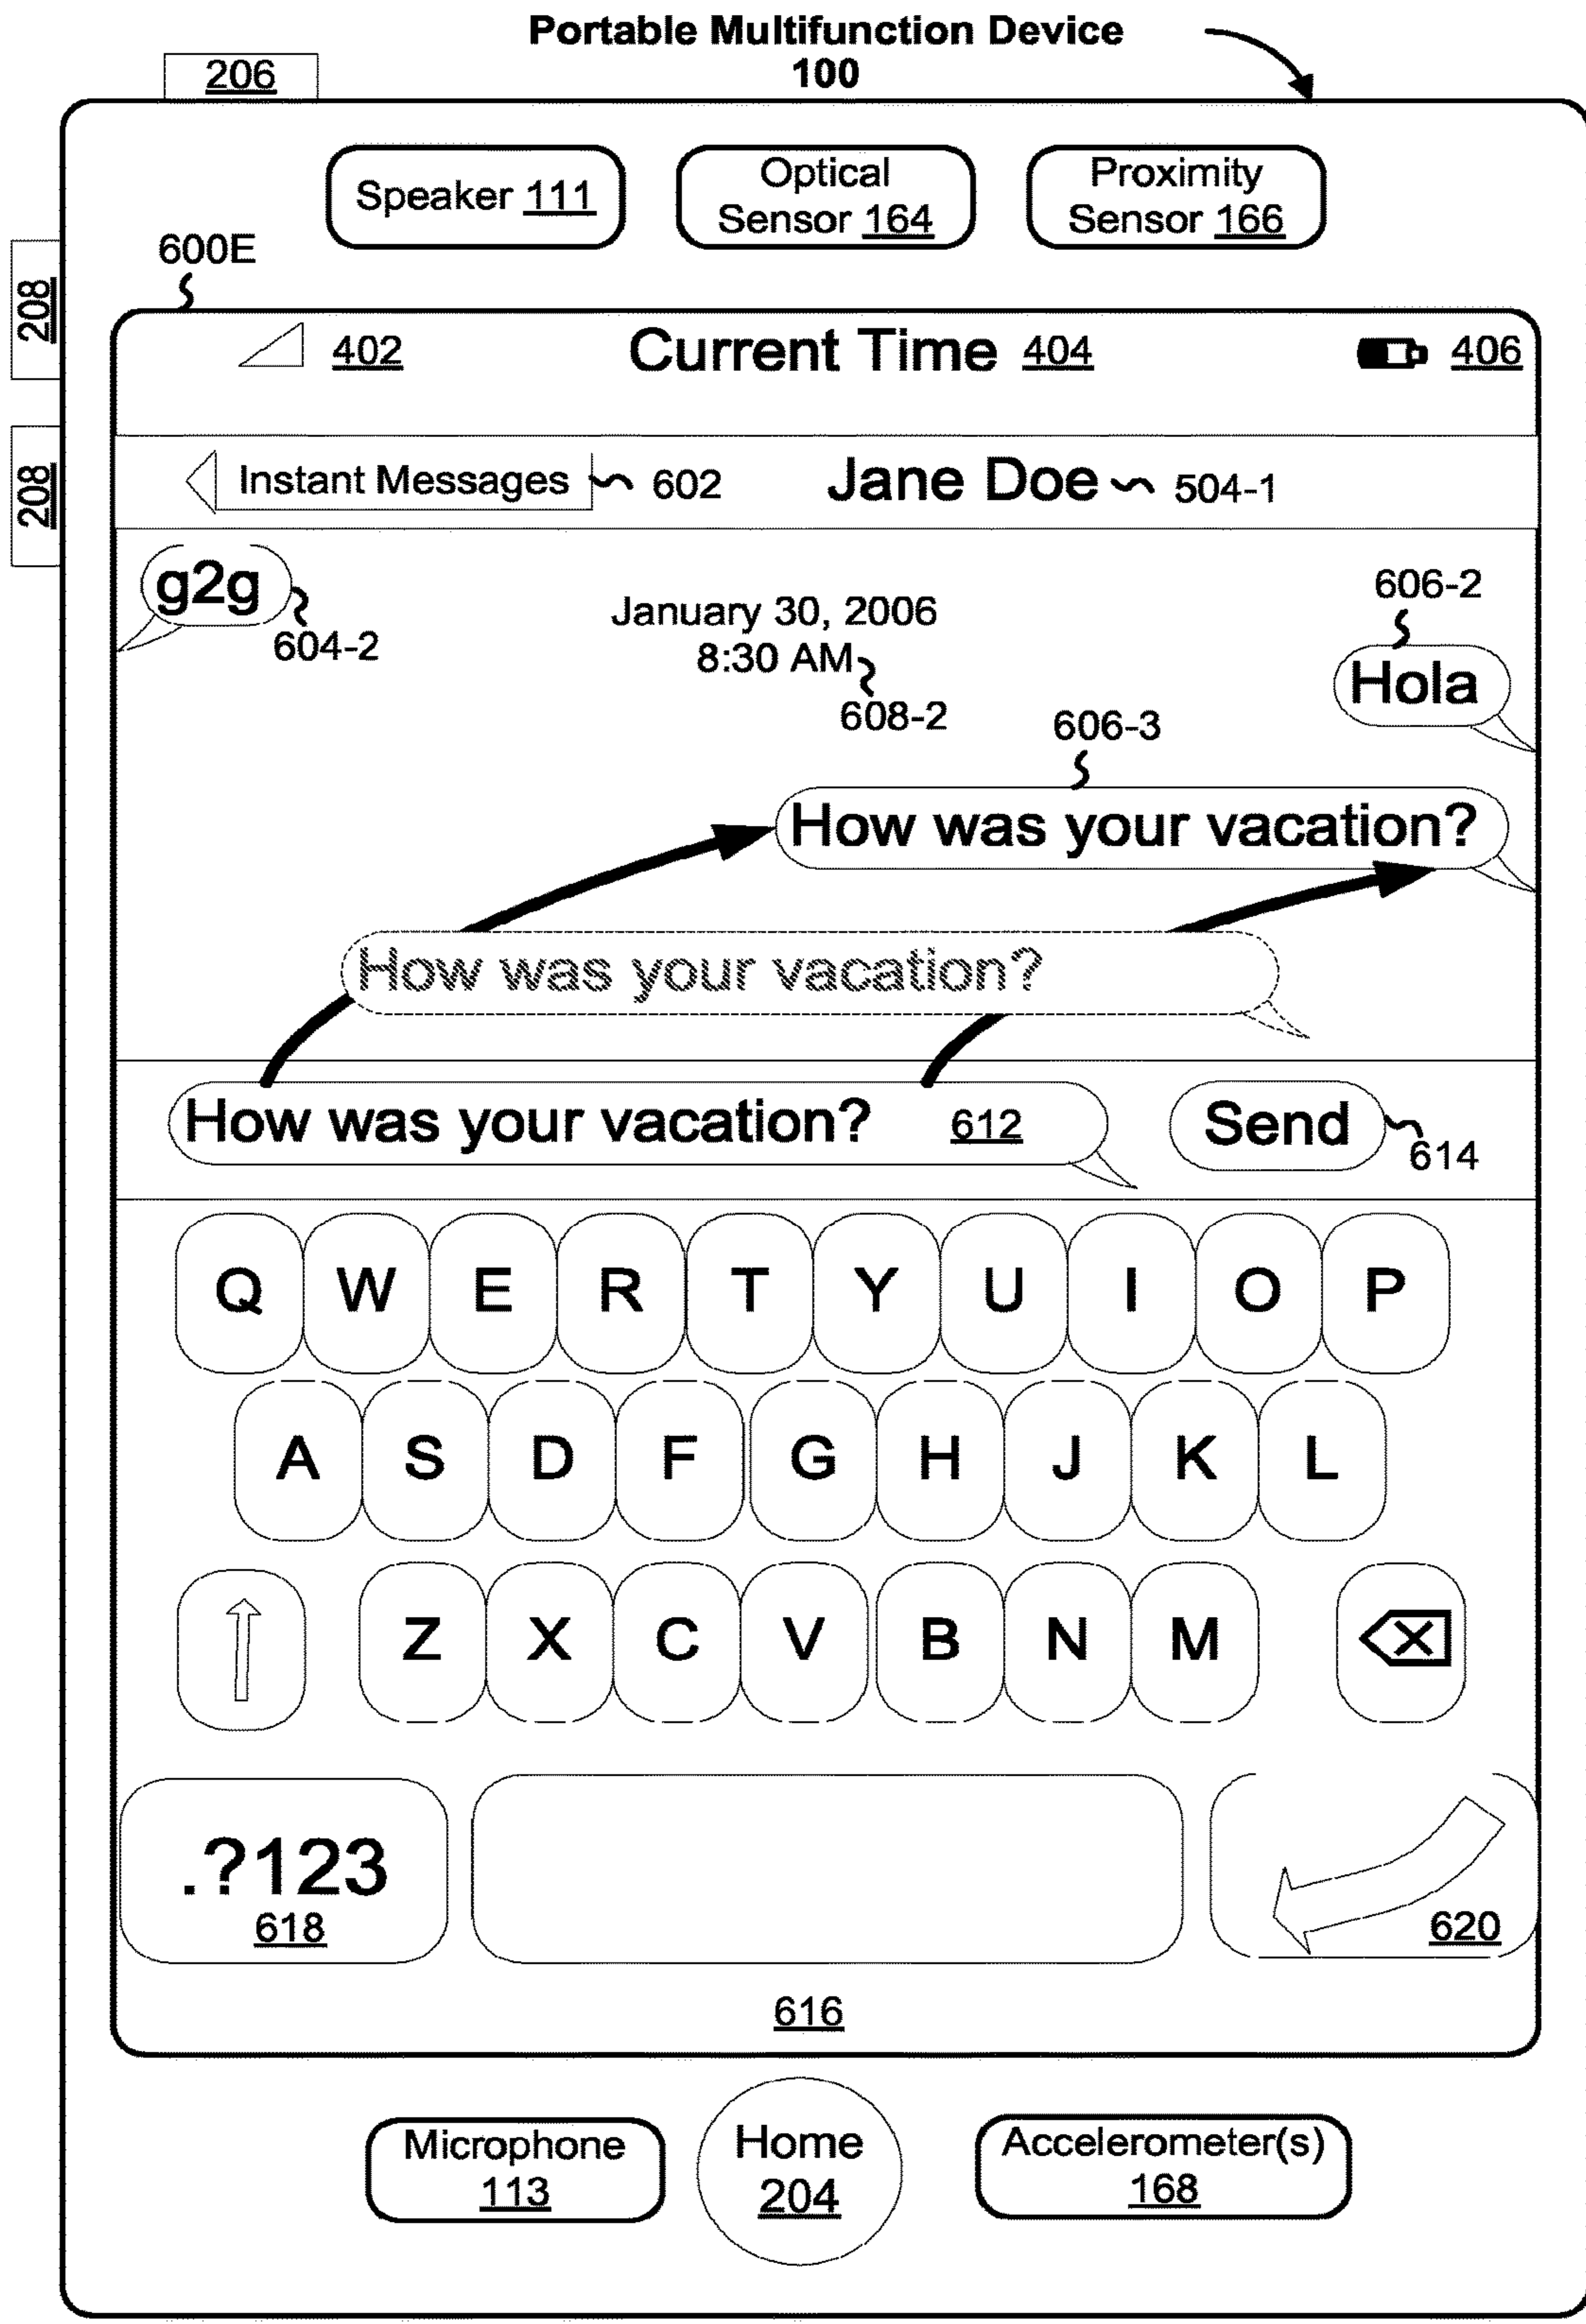 Portable Multifunction Device
100
206
Speaker 111
Optical
Sensor 164
Proximity
Sensor 166
600E
208
208
402
Current Time 404
406
Instant Messages
602
Jane Doe
504-1
g2g
604-2
January 30, 2006
8:30 AM
608-2
606-2
Hola
606-3
How was your vacation?
How was your vacation?
How was your vacation? 612
Send
614
Q W E R T Y U I O P
A S D F G H J K L
Z X C V B N M
.?123
618
620
616
Microphone
113
Home
204
Accelerometer(s)
168